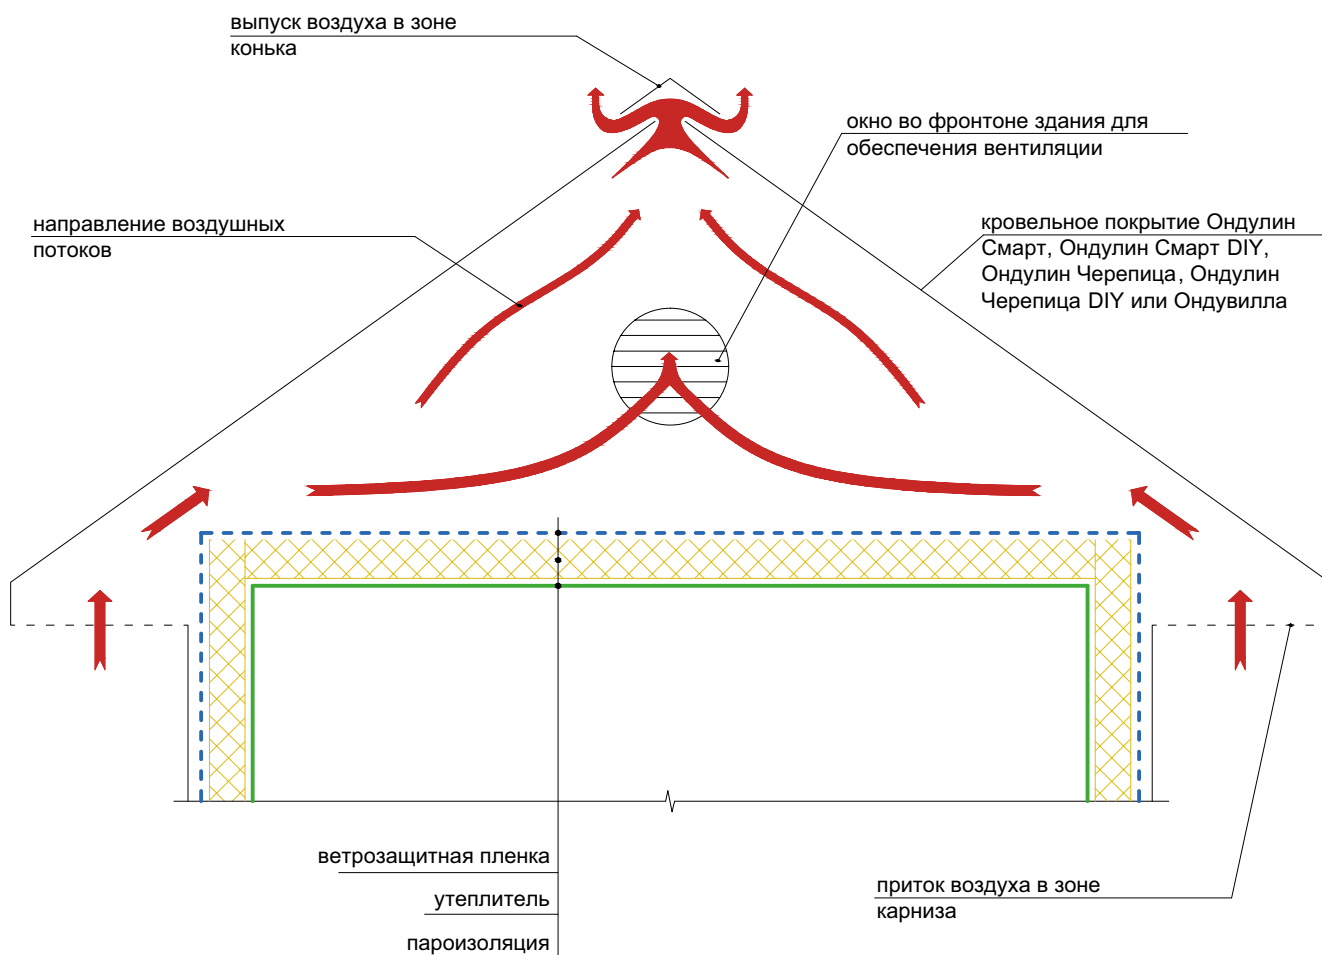 выпуск воздуха в зоне
конька
окно во фронтоне здания для
обеспечения вентиляции
направление воздушных
потоков
кровельное покрытие Ондулин
Смарт, Ондулин Смарт DIY,
Ондулин Черепица, Ондулин
Черепица DIY или Ондувилла
ветрозащитная пленка
утеплитель
пароизоляция
приток воздуха в зоне
карниза